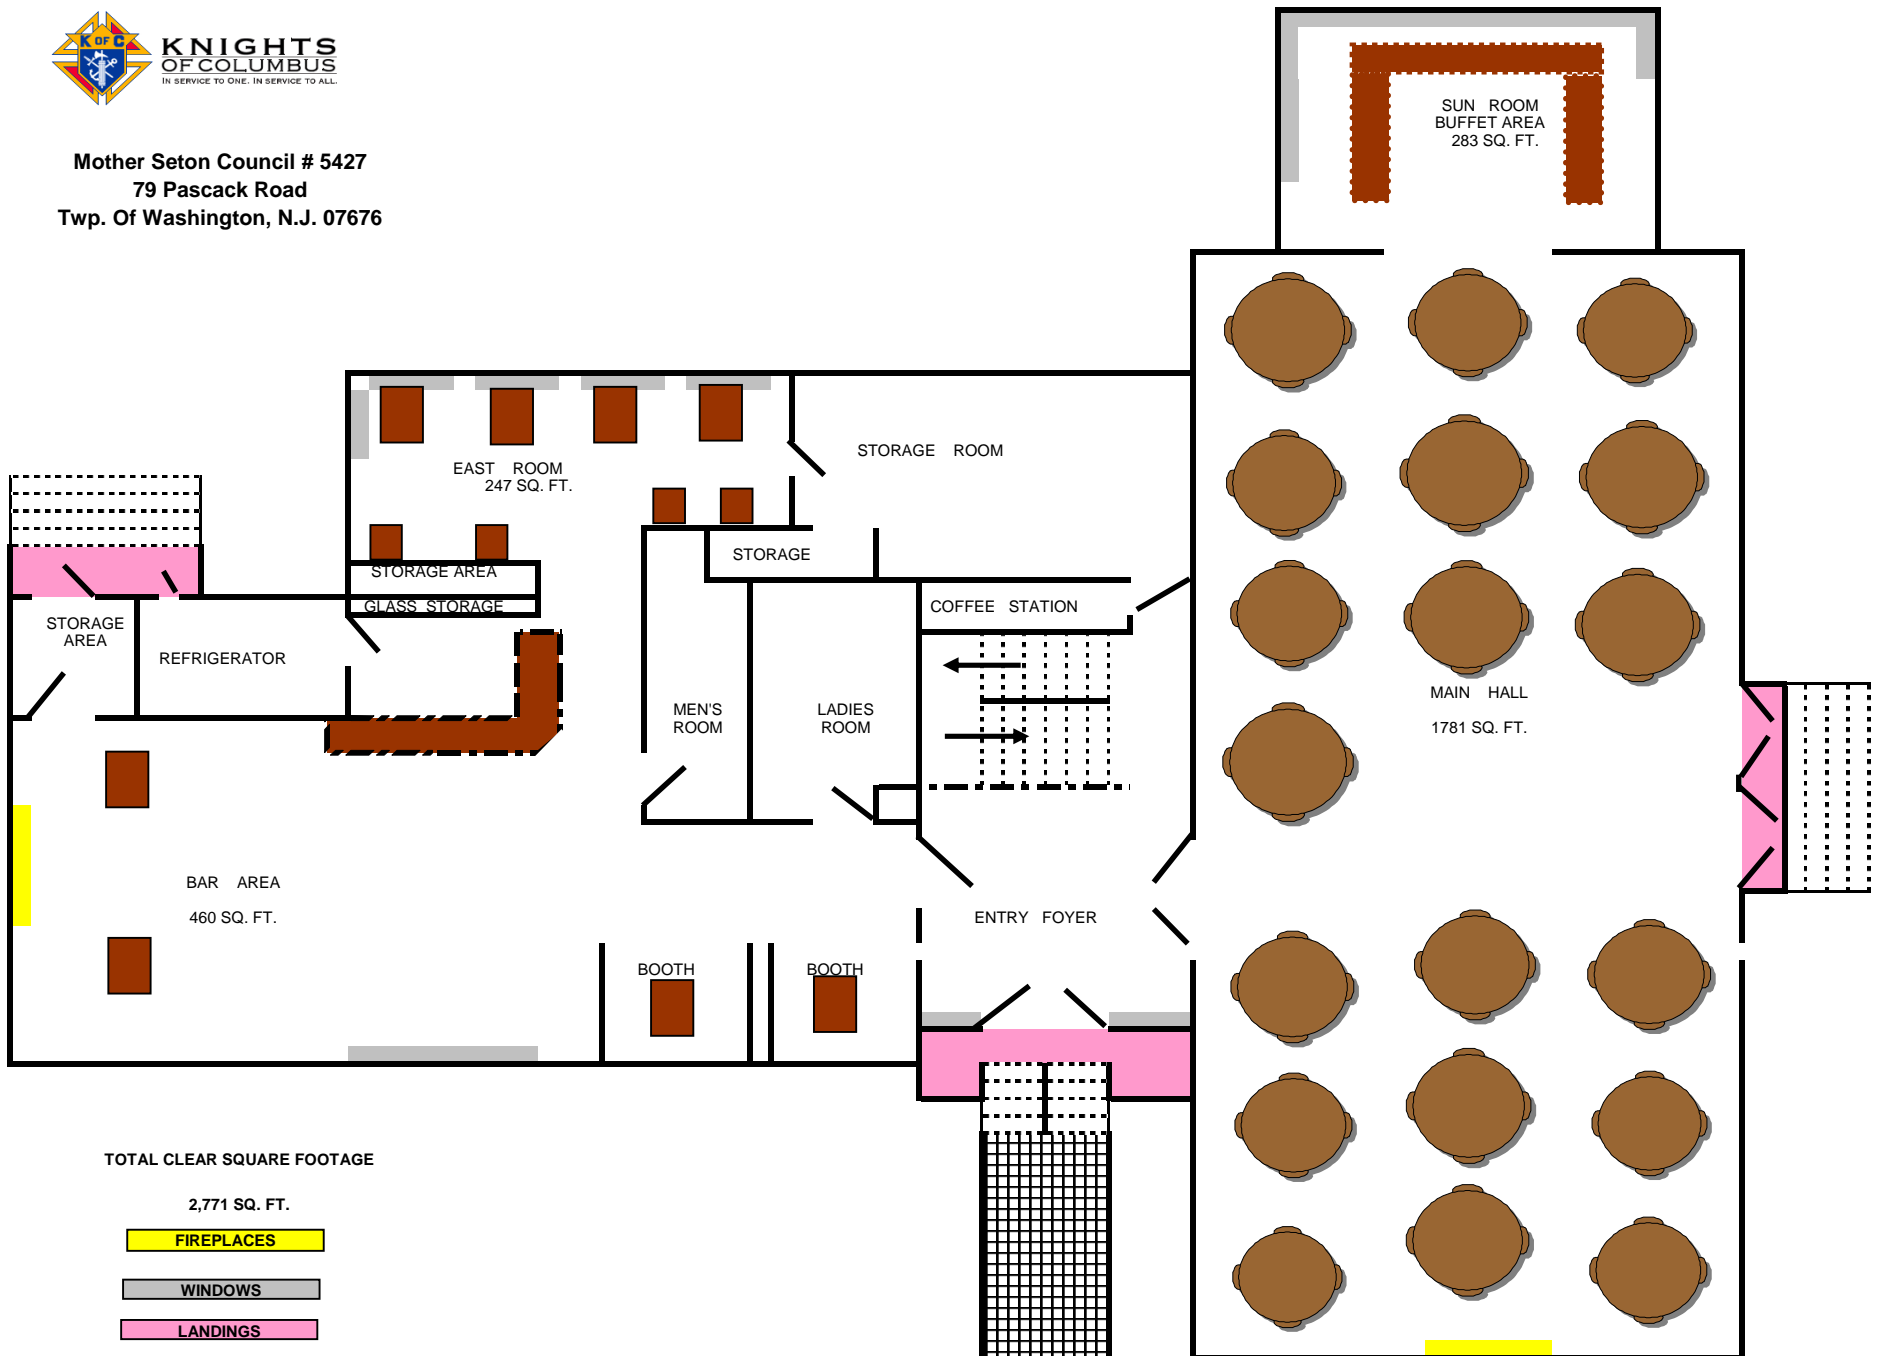 K OF C
KNIGHTS
OF COLUMBUS
IN SERVICE TO ONE. IN SERVICE TO ALL.
Mother Seton Council # 5427
79 Pascack Road
Twp. Of Washington, N.J. 07676
SUN ROOM
BUFFET AREA
283 SQ. FT.
EAST ROOM
247 SQ. FT.
STORAGE ROOM
STORAGE
STORAGE AREA
GLASS STORAGE
COFFEE STATION
STORAGE
AREA
REFRIGERATOR
MEN'S
ROOM
LADIES
ROOM
MAIN HALL
1781 SQ. FT.
BAR AREA
460 SQ. FT.
ENTRY FOYER
BOOTH
BOOTH
TOTAL CLEAR SQUARE FOOTAGE
2,771 SQ. FT.
FIREPLACES
WINDOWS
LANDINGS